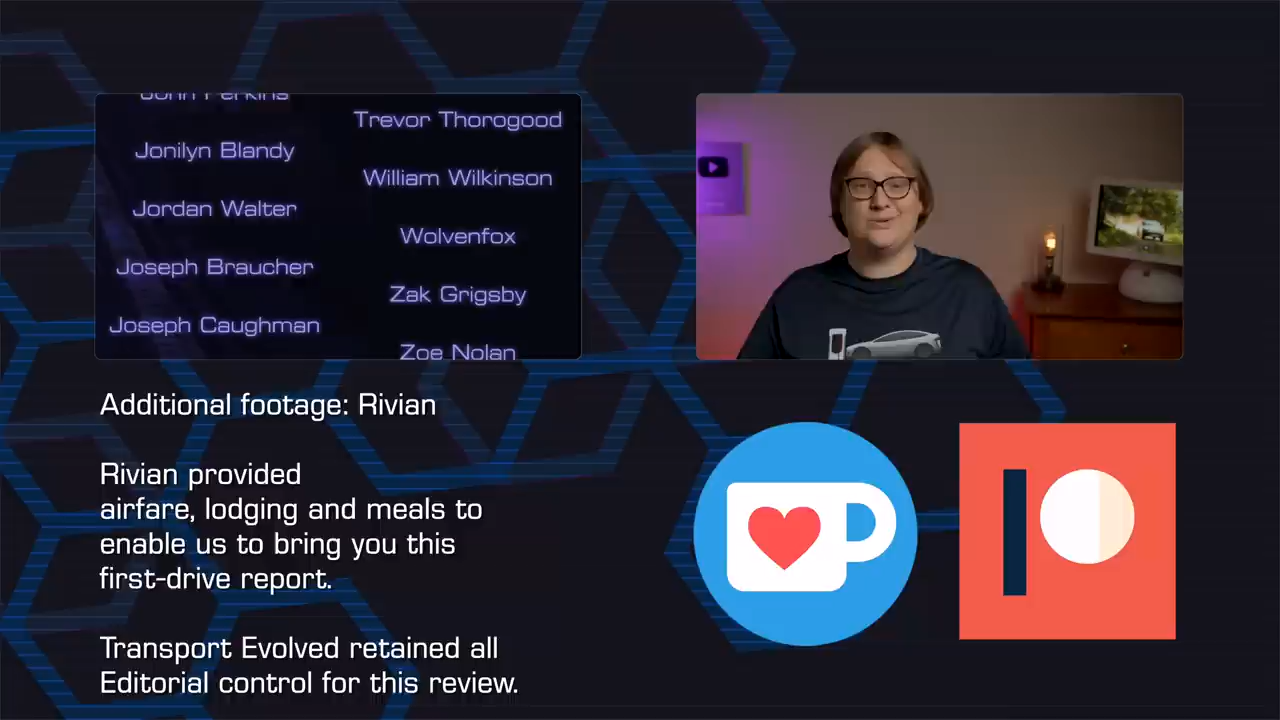 John Perkins
Jonilyn Blandy
Jordan Walter
Joseph Braucher
Joseph Caughman
Trevor Thorogood
William Wilkinson
Wolvenfox
Zak Grigsby
Zoe Nolan
Additional footage: Rivian
Rivian provided
airfare, lodging and meals to
enable us to bring you this
first-drive report.
Transport Evolved retained all
Editorial control for this review.